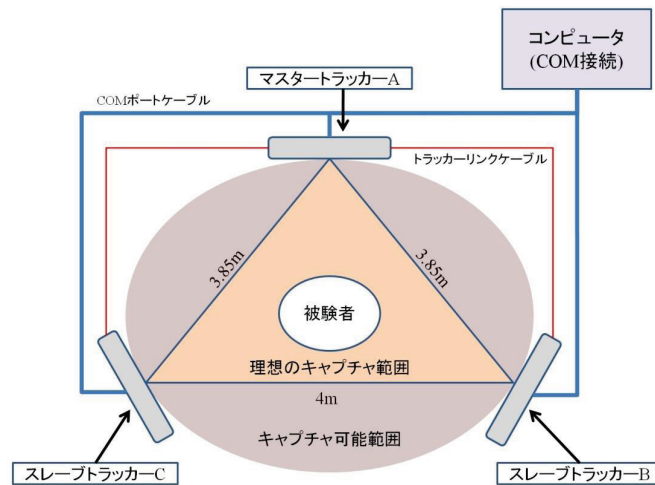 コンピュータ
(COM接続)
マスタートラッカーA
COMポートケーブル
トラッカーリンクケーブル
3.85m
3.85m
被験者
理想のキャプチャ範囲
4m
キャプチャ可能範囲
スレーブトラッカーC
スレーブトラッカーB